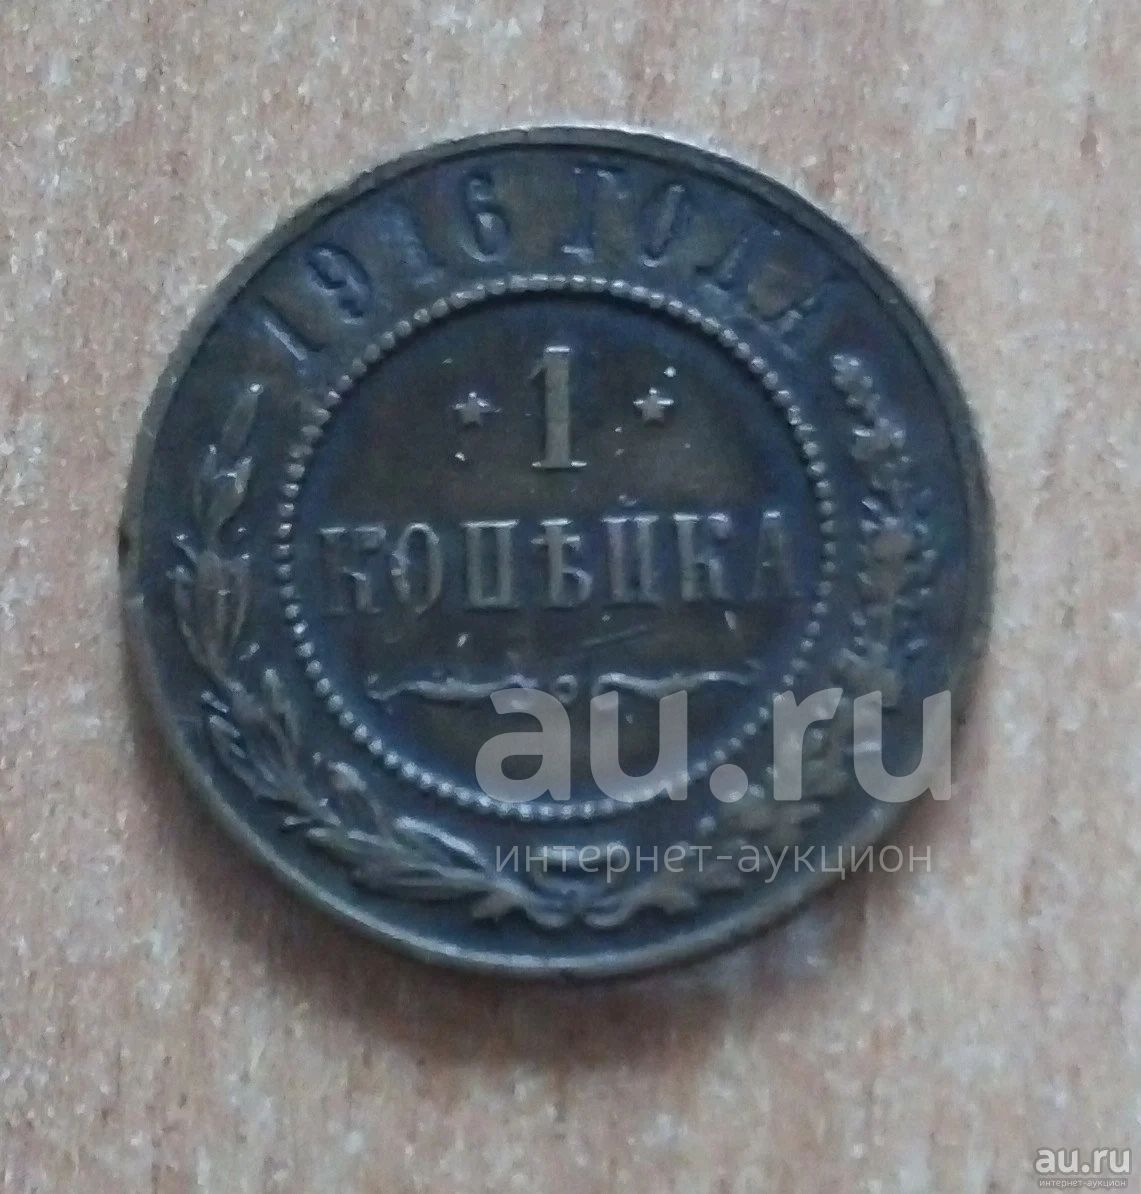 1916 ГОДА
1
КОПѢЙКА
au.ru
интернет-аукцион
au.ru
интернет-аукцион